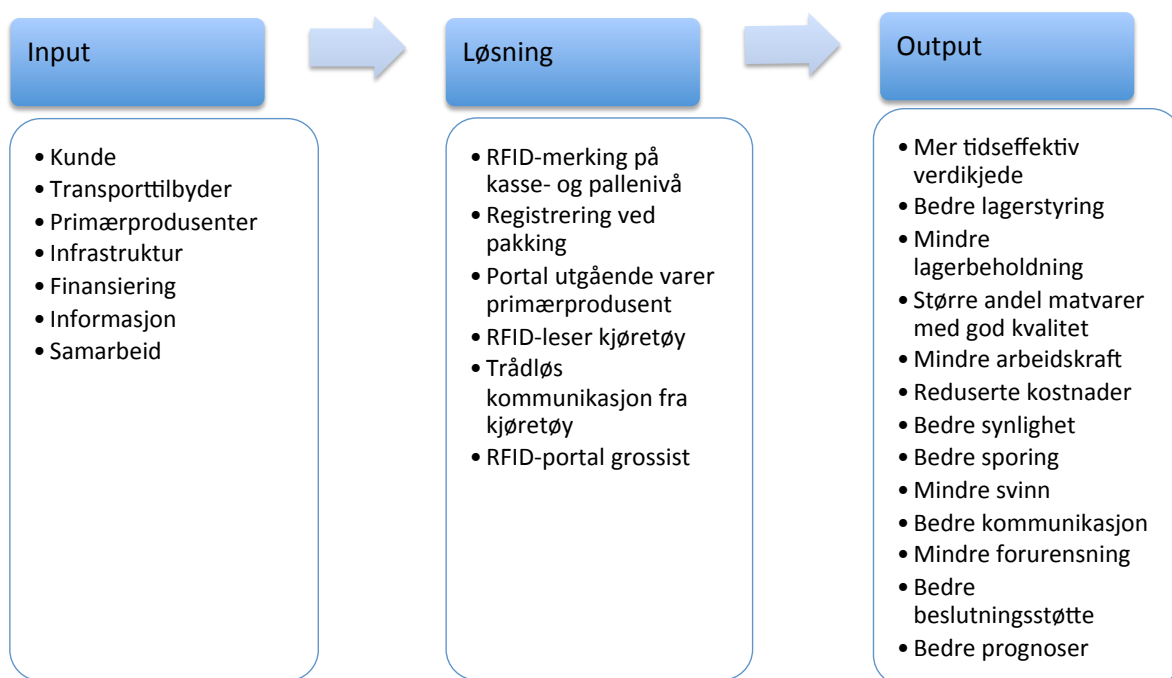 Input
• Kunde
• Transporttilbyder
• Primærprodusenter
• Infrastruktur
• Finansiering
• Informasjon
• Samarbeid
Løsning
• RFID-merking på
kasse- og pallenivå
• Registrering ved
pakking
• Portal utgående varer
primærprodusent
• RFID-leser kjøretøy
• Trådløs
kommunikasjon fra
kjøretøy
• RFID-portal grossist
Output
• Mer tidseffektiv
verdikjede
• Bedre lagerstyring
• Mindre
lagerbeholdning
• Større andel matvarer
med god kvalitet
• Mindre arbeidskraft
• Reduserte kostnader
• Bedre synlighet
• Bedre sporing
• Mindre svinn
• Bedre kommunikasjon
• Mindre forurensning
• Bedre
beslutningsstøtte
• Bedre prognoser